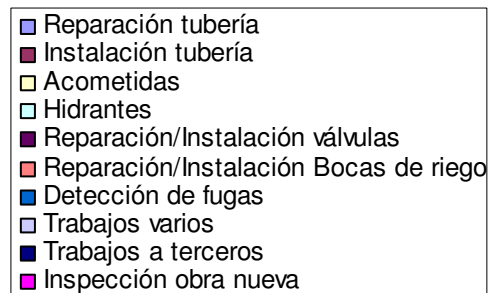 Reparación tubería
Instalación tubería
Acometidas
Hidrantes
Reparación/Instalación válvulas
Reparación/Instalación Bocas de riego
Detección de fugas
Trabajos varios
Trabajos a terceros
Inspección obra nueva